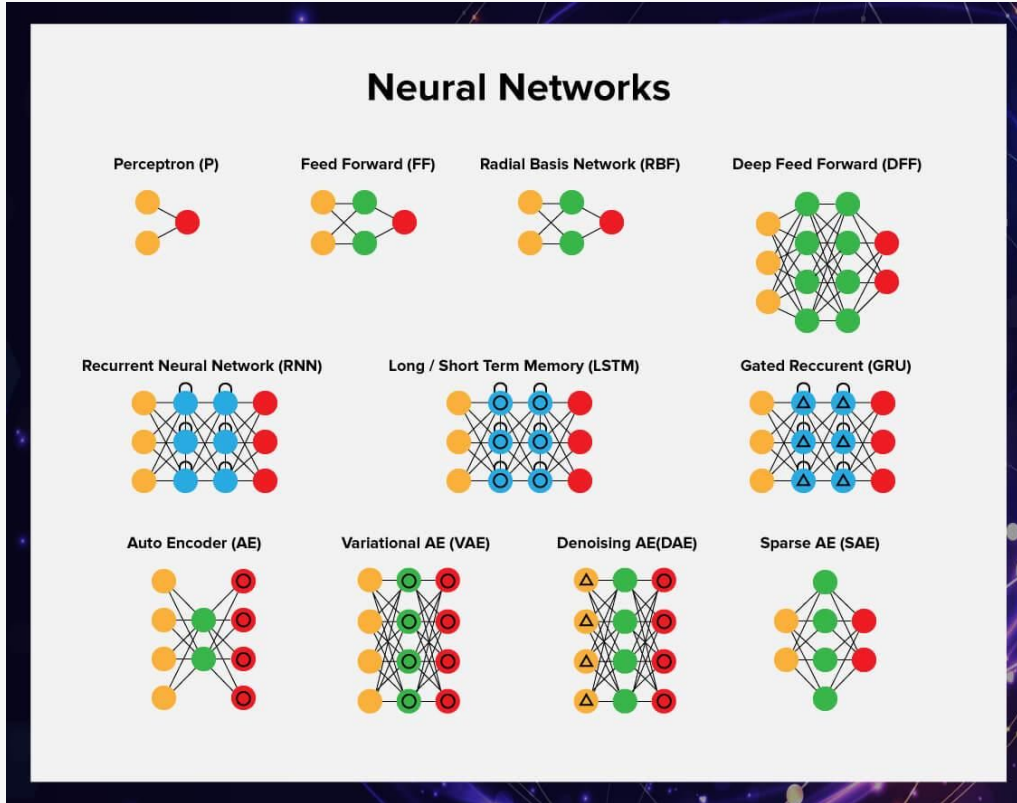 Neural Networks
Perceptron (P)
Feed Forward (FF)
Radial Basis Network (RBF)
Deep Feed Forward (DFF)
Recurrent Neural Network (RNN)
Long / Short Term Memory (LSTM)
Gated Reccurent (GRU)
Auto Encoder (AE)
Variational AE (VAE)
Denoising AE(DAE)
Sparse AE (SAE)